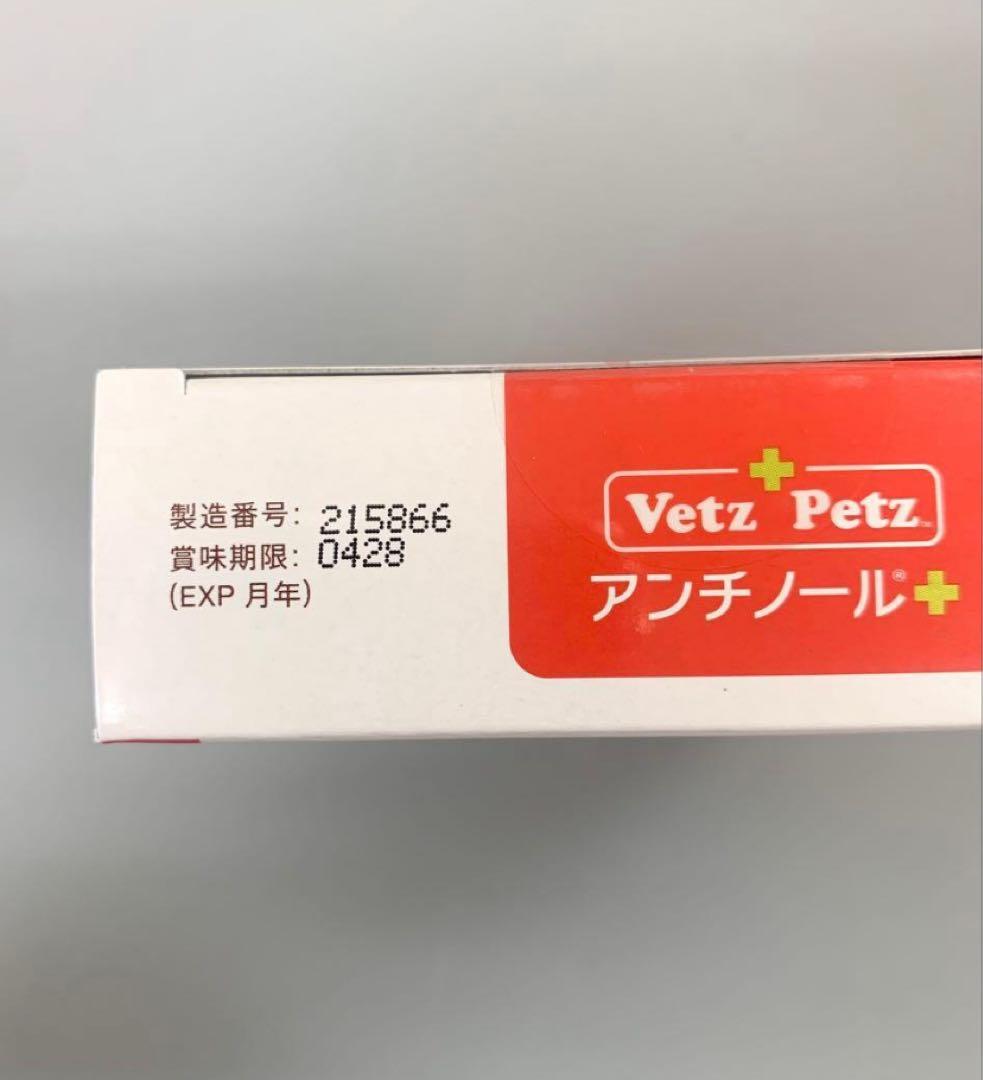 製造番号: 215866
賞味期限: 0428
(EXP 月年)
Vetz Petz
アンチノール®